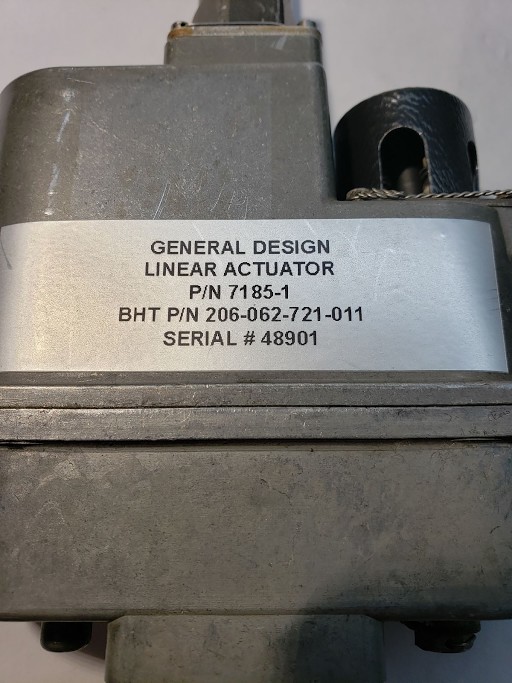 GENERAL DESIGN
LINEAR ACTUATOR
P/N 7185-1
BHT P/N 206-062-721-011
SERIAL # 48901